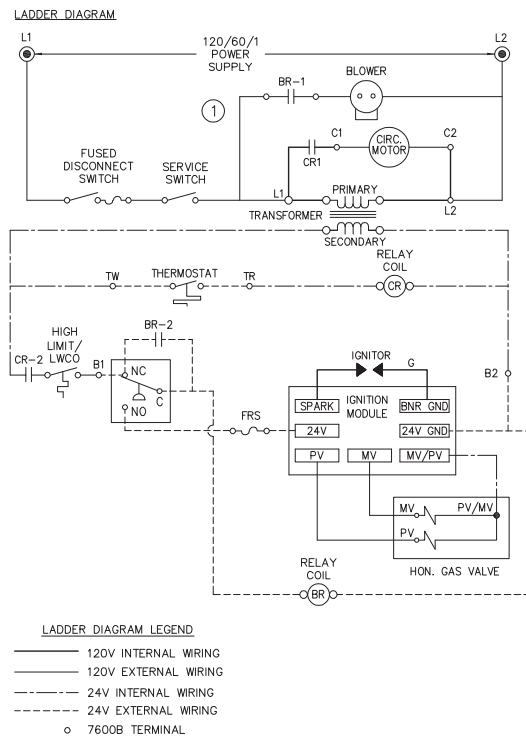 LADDER DIAGRAM
L1
120/60/1
POWER
SUPPLY
L2
BLOWER
BR-1
1
C1
CIRC.
MOTOR
C2
CR1
FUSED
DISCONNECT
SWITCH
SERVICE
SWITCH
L1
PRIMARY
L2
TRANSFORMER
SECONDARY
RELAY
COIL
TW
THERMOSTAT
TR
CR
BR-2
HIGH
LIMIT/
LWCO
CR-2
B1
NC
C
NO
IGNITOR
G
B2
SPARK
IGNITION
MODULE
BNR GND
FRS
24V
24V GND
PV
MV
MV/PV
MV
PV/MV
PV
HON. GAS VALVE
RELAY
COIL
BR
LADDER DIAGRAM LEGEND
120V INTERNAL WIRING
120V EXTERNAL WIRING
24V INTERNAL WIRING
24V EXTERNAL WIRING
7600B TERMINAL